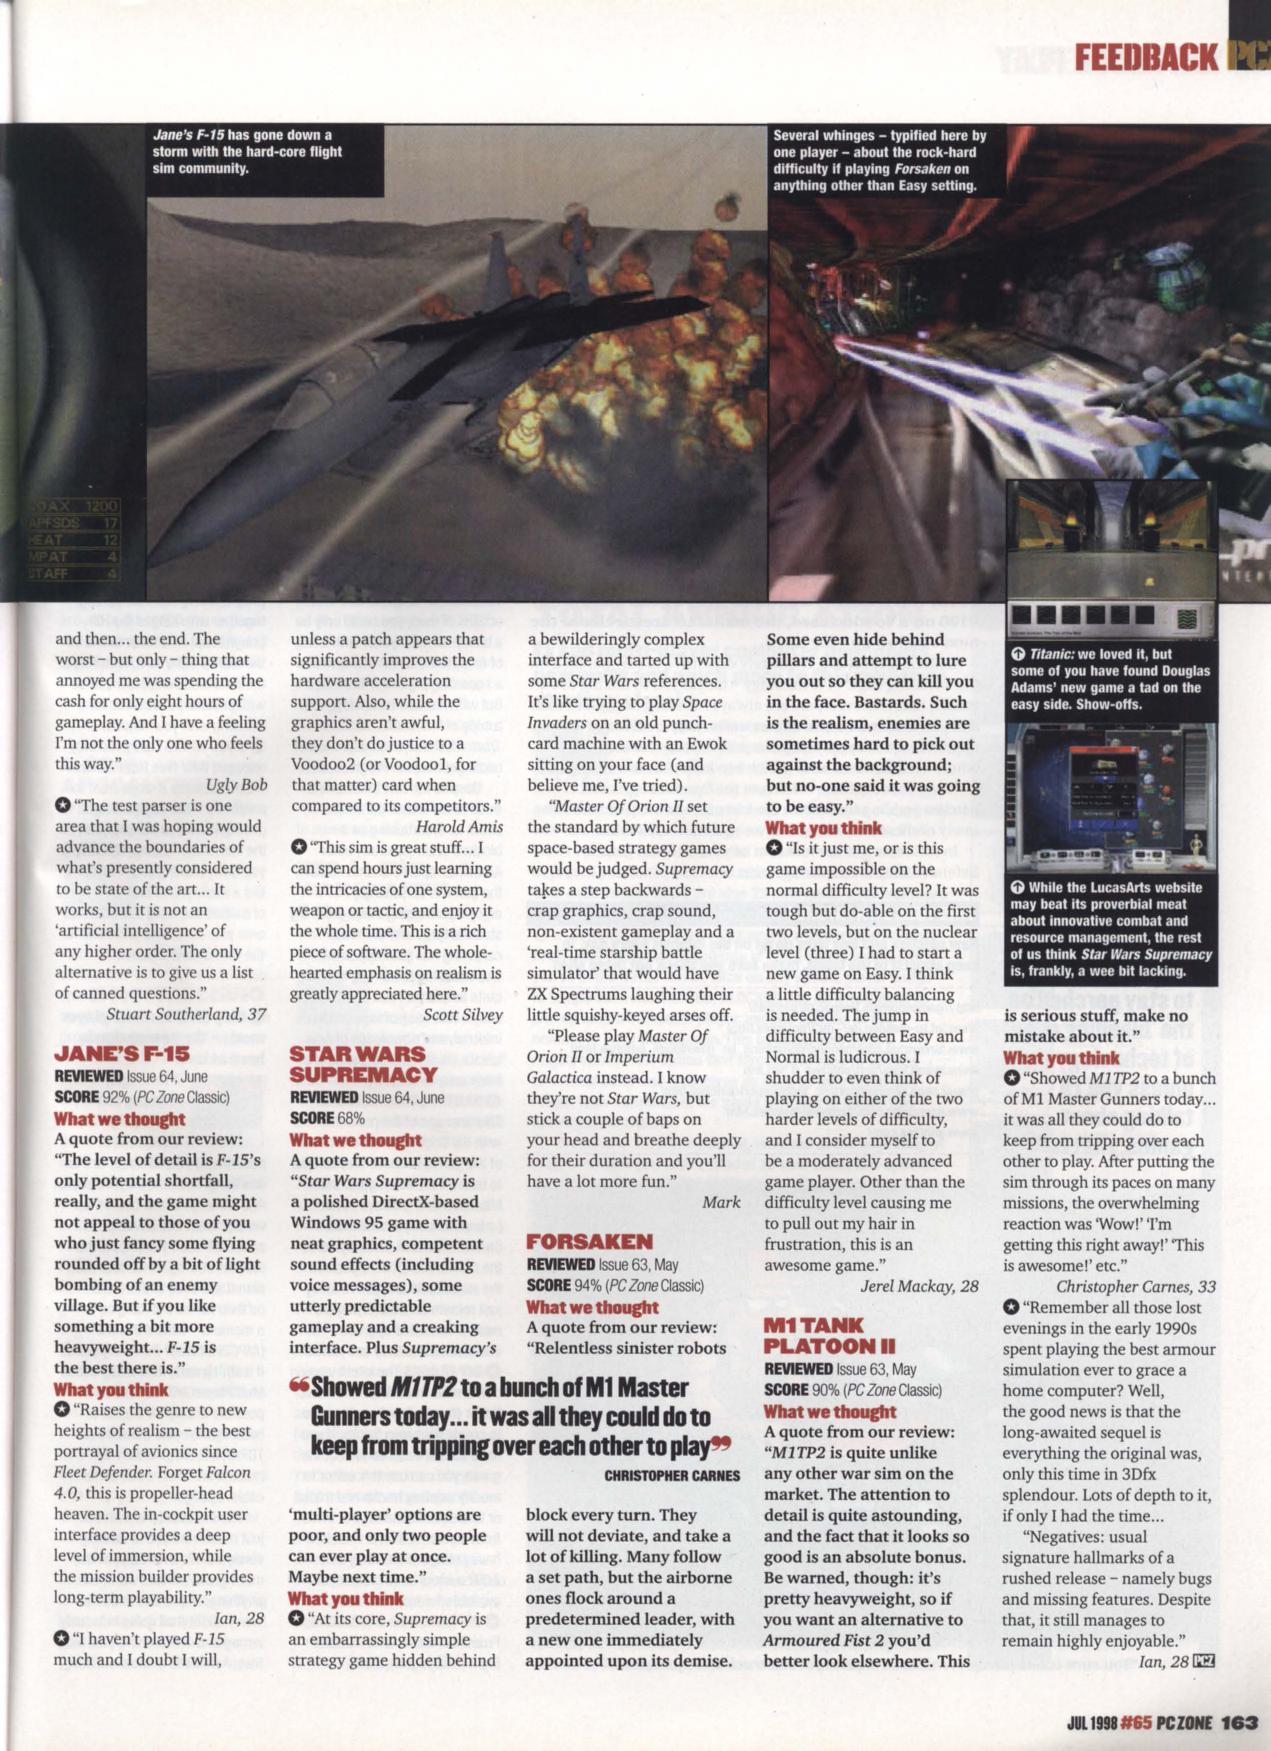 FEEDBACK PCZ
Jane's F-15 has gone down a
storm with the hard-core flight
sim community.
Several whinges – typified here by
one player – about the rock-hard
difficulty if playing Forsaken on
anything other than Easy setting.
COAX 1200
APFSDS 17
HEAT 12
MPAT 4
STAFF 4
and then... the end. The
worst – but only – thing that
annoyed me was spending the
cash for only eight hours of
gameplay. And I have a feeling
I'm not the only one who feels
this way.”
Ugly Bob
“The test parser is one
area that I was hoping would
advance the boundaries of
what's presently considered
to be state of the art... It
works, but it is not an
‘artificial intelligence’ of
any higher order. The only
alternative is to give us a list
of canned questions.”
Stuart Southerland, 37
JANE'S F-15
REVIEWED Issue 64, June
SCORE 92% (PC Zone Classic)
What we thought
A quote from our review:
“The level of detail is F-15's
only potential shortfall,
really, and the game might
not appeal to those of you
who just fancy some flying
rounded off by a bit of light
bombing of an enemy
village. But if you like
something a bit more
heavyweight... F-15 is
the best there is.”
What you think
“Raises the genre to new
heights of realism – the best
portrayal of avionics since
Fleet Defender. Forget Falcon
4.0, this is propeller-head
heaven. The in-cockpit user
interface provides a deep
level of immersion, while
the mission builder provides
long-term playability.”
Ian, 28
“I haven't played F-15
much and I doubt I will,
unless a patch appears that
significantly improves the
hardware acceleration
support. Also, while the
graphics aren't awful,
they don't do justice to a
Voodoo2 (or Voodoo1, for
that matter) card when
compared to its competitors.”
Harold Amis
“This sim is great stuff... I
can spend hours just learning
the intricacies of one system,
weapon or tactic, and enjoy it
the whole time. This is a rich
piece of software. The whole-
hearted emphasis on realism is
greatly appreciated here.”
Scott Silvey
STAR WARS
SUPREMACY
REVIEWED Issue 64, June
SCORE 68%
What we thought
A quote from our review:
“Star Wars Supremacy is
a polished DirectX-based
Windows 95 game with
neat graphics, competent
sound effects (including
voice messages), some
utterly predictable
gameplay and a creaking
interface. Plus Supremacy's
‘multi-player’ options are
poor, and only two people
can ever play at once.
Maybe next time.”
What you think
“At its core, Supremacy is
an embarrassingly simple
strategy game hidden behind
a bewilderingly complex
interface and tarted up with
some Star Wars references.
It's like trying to play Space
Invaders on an old punch-
card machine with an Ewok
sitting on your face (and
believe me, I've tried).
“Master Of Orion II set
the standard by which future
space-based strategy games
would be judged. Supremacy
takes a step backwards –
crap graphics, crap sound,
non-existent gameplay and a
‘real-time starship battle
simulator’ that would have
ZX Spectrums laughing their
little squishy-keyed arses off.
“Please play Master Of
Orion II or Imperium
Galactica instead. I know
they're not Star Wars, but
stick a couple of baps on
your head and breathe deeply
for their duration and you'll
have a lot more fun.”
Mark
FORSAKEN
REVIEWED Issue 63, May
SCORE 94% (PC Zone Classic)
What we thought
A quote from our review:
“Relentless sinister robots
block every turn. They
will not deviate, and take a
lot of killing. Many follow
a set path, but the airborne
ones flock around a
predetermined leader, with
a new one immediately
appointed upon its demise.
“Showed M1TP2 to a bunch of M1 Master
Gunners today... it was all they could do to
keep from tripping over each other to play”
CHRISTOPHER CARNES
Some even hide behind
pillars and attempt to lure
you out so they can kill you
in the face. Bastards. Such
is the realism, enemies are
sometimes hard to pick out
against the background;
but no-one said it was going
to be easy.”
What you think
“Is it just me, or is this
game impossible on the
normal difficulty level? It was
tough but do-able on the first
two levels, but on the nuclear
level (three) I had to start a
new game on Easy. I think
a little difficulty balancing
is needed. The jump in
difficulty between Easy and
Normal is ludicrous. I
shudder to even think of
playing on either of the two
harder levels of difficulty,
and I consider myself to
be a moderately advanced
game player. Other than the
difficulty level causing me
to pull out my hair in
frustration, this is an
awesome game.”
Jerel Mackay, 28
M1 TANK
PLATOON II
REVIEWED Issue 63, May
SCORE 90% (PC Zone Classic)
What we thought
A quote from our review:
“M1TP2 is quite unlike
any other war sim on the
market. The attention to
detail is quite astounding,
and the fact that it looks so
good is an absolute bonus.
Be warned, though: it's
pretty heavyweight, so if
you want an alternative to
Armoured Fist 2 you'd
better look elsewhere. This
Titanic: we loved it, but
some of you have found Douglas
Adams' new game a tad on the
easy side. Show-offs.
While the LucasArts website
may beat its proverbial meat
about innovative combat and
resource management, the rest
of us think Star Wars Supremacy
is, frankly, a wee bit lacking.
is serious stuff, make no
mistake about it.”
What you think
“Showed M1TP2 to a bunch
of M1 Master Gunners today...
it was all they could do to
keep from tripping over each
other to play. After putting the
sim through its paces on many
missions, the overwhelming
reaction was ‘Wow!’ ‘I'm
getting this right away!’ ‘This
is awesome!’ etc.”
Christopher Carnes, 33
“Remember all those lost
evenings in the early 1990s
spent playing the best armour
simulation ever to grace a
home computer? Well,
the good news is that the
long-awaited sequel is
everything the original was,
only this time in 3Dfx
splendour. Lots of depth to it,
if only I had the time...
“Negatives: usual
signature hallmarks of a
rushed release – namely bugs
and missing features. Despite
that, it still manages to
remain highly enjoyable.”
Ian, 28 PCZ
JUL 1998 #65 PC ZONE 163